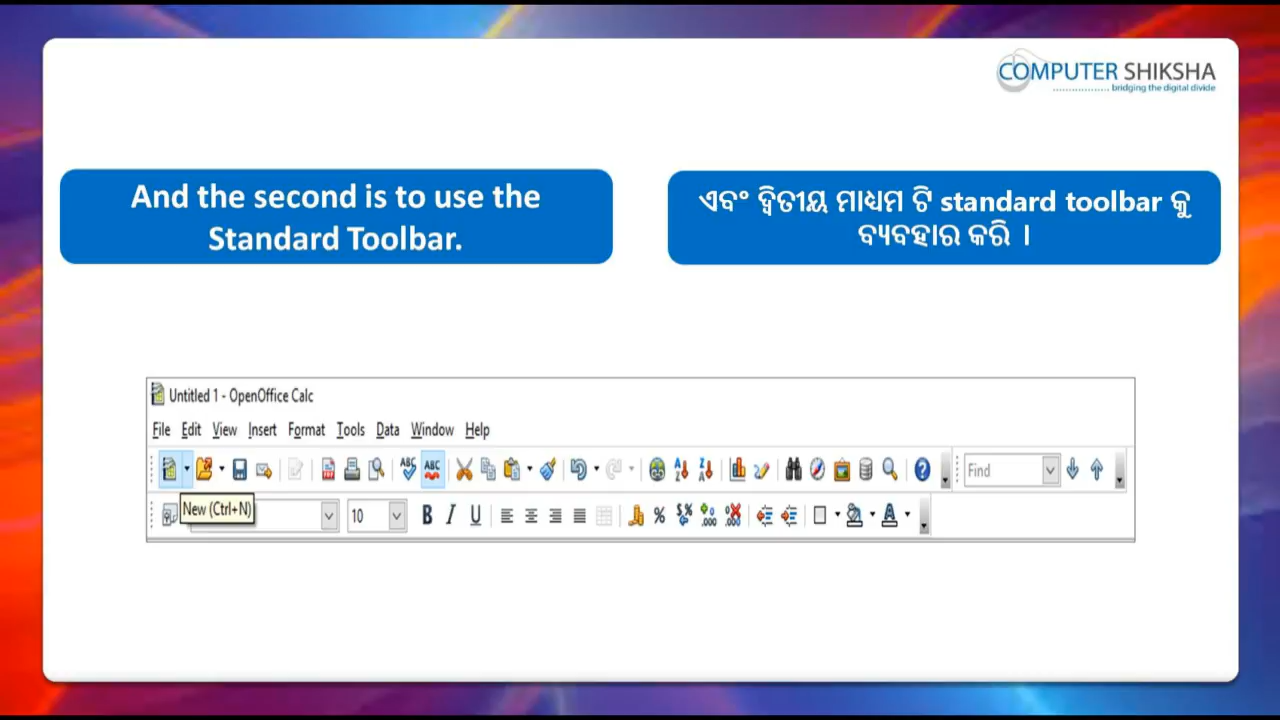 COMPUTER SHIKSHA
bridging the digital divide
And the second is to use the
Standard Toolbar.
ଏବଂ ଦ୍ୱିତୀୟ ମାଧ୍ୟମ ଟି standard toolbar କୁ
ବ୍ୟବହାର କରି ।
Untitled 1 - OpenOffice Calc
File Edit View Insert Format Tools Data Window Help
ABC ABC Find
New (Ctrl+N) 10 B I U %